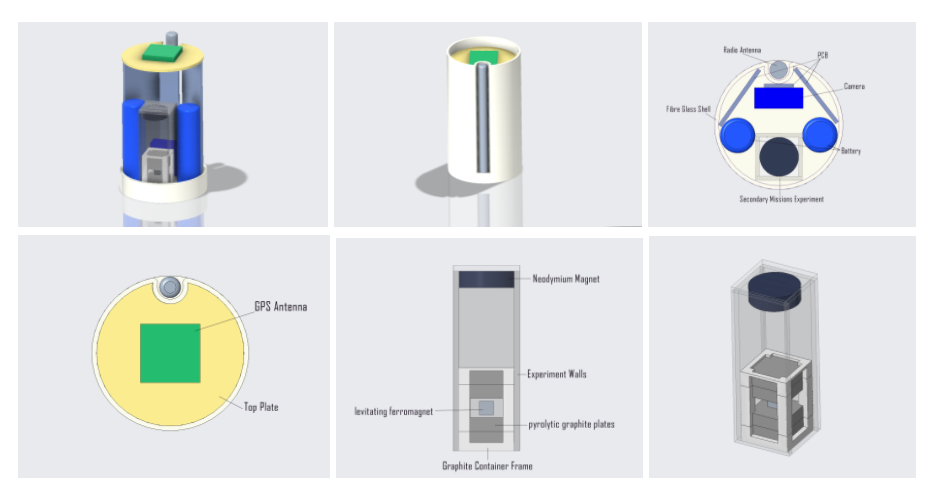 Radio Antenna
PCB
Camera
Fibre Glass Shell
Battery
Secondary Missions Experiment
GPS Antenna
Top Plate
Neodymium Magnet
Experiment Walls
levitating ferromagnet
pyrolytic graphite plates
Graphite Container Frame